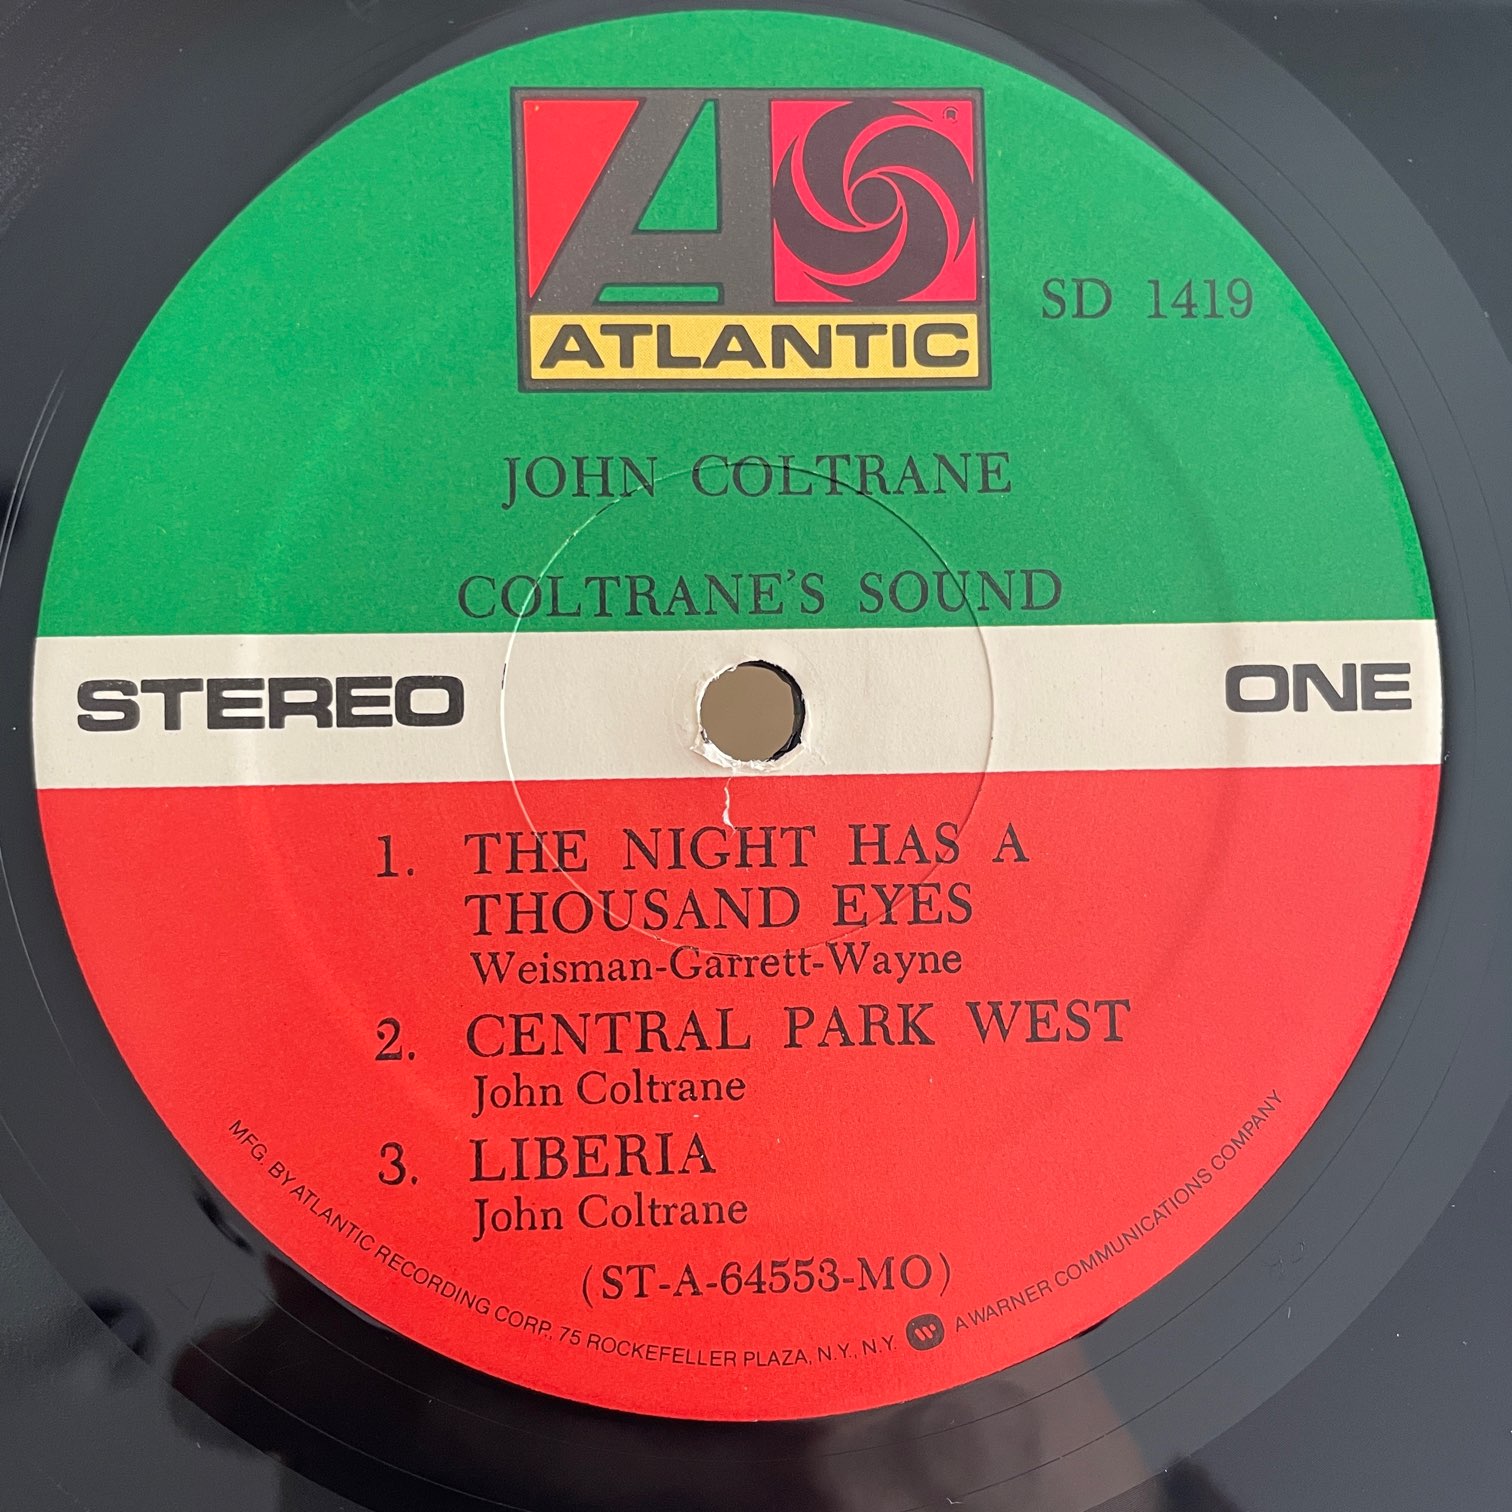 ATLANTIC
SD 1419
JOHN COLTRANE
COLTRANE'S SOUND
STEREO
ONE
1. THE NIGHT HAS A
THOUSAND EYES
Weisman-Garrett-Wayne
2. CENTRAL PARK WEST
John Coltrane
3. LIBERIA
John Coltrane
(ST-A-64553-MO)
MFG. BY ATLANTIC RECORDING CORP., 75 ROCKEFELLER PLAZA, N.Y., N.Y. A WARNER COMMUNICATIONS COMPANY